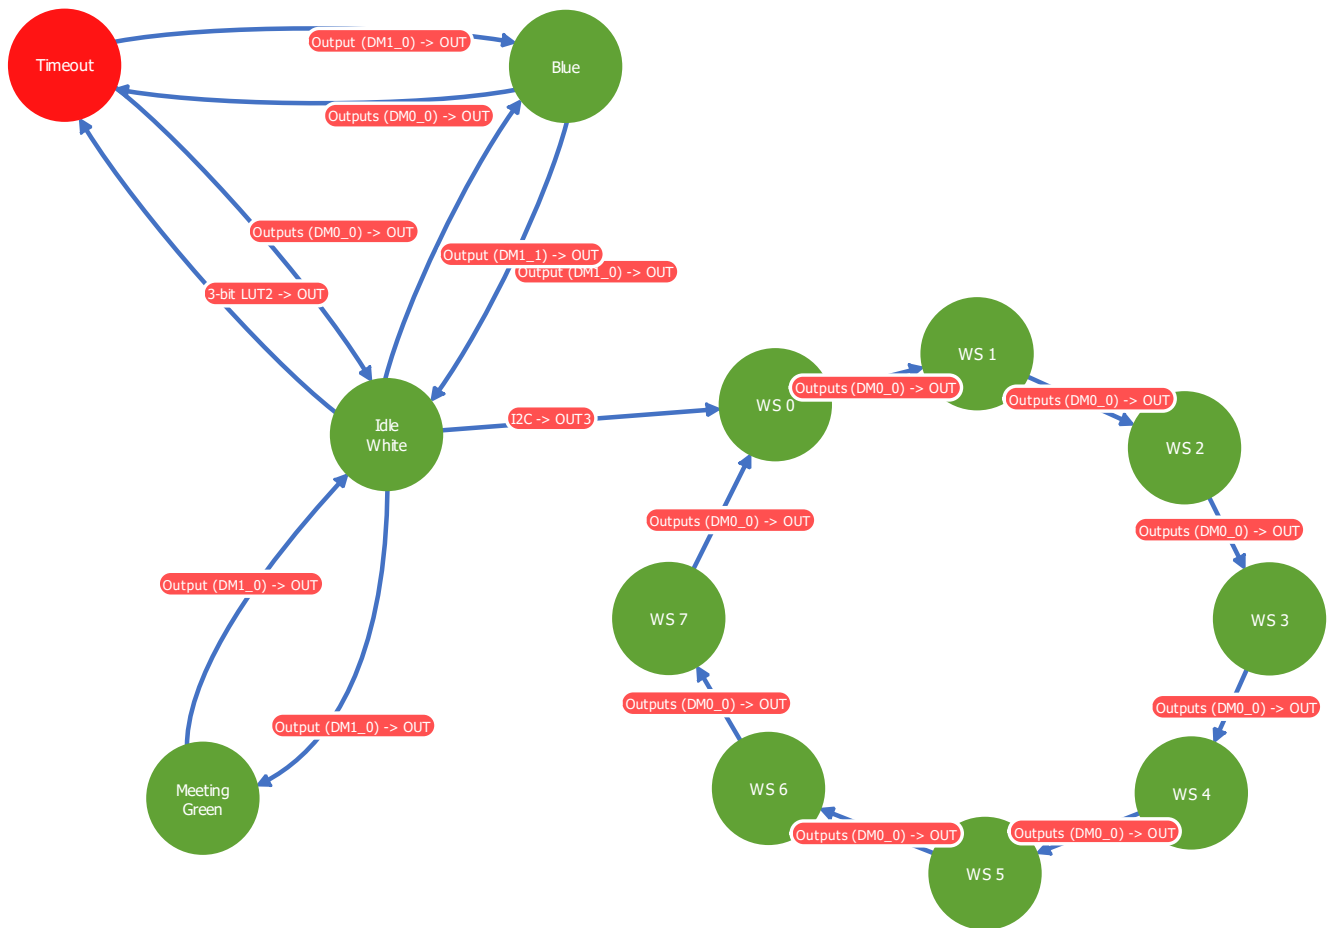 Timeout
Output (DM1_0) -> OUT
Blue
Outputs (DM0_0) -> OUT
Outputs (DM0_0) -> OUT
Output (DM1_1) -> OUT
Output (DM1_0) -> OUT
3-bit LUT2 -> OUT
Idle
White
I2C -> OUT3
WS 0
Outputs (DM0_0) -> OUT
WS 1
Outputs (DM0_0) -> OUT
WS 2
Outputs (DM0_0) -> OUT
Outputs (DM0_0) -> OUT
Output (DM1_0) -> OUT
WS 7
WS 3
Outputs (DM0_0) -> OUT
Outputs (DM0_0) -> OUT
Output (DM1_0) -> OUT
Meeting
Green
WS 6
WS 4
Outputs (DM0_0) -> OUT
Outputs (DM0_0) -> OUT
WS 5